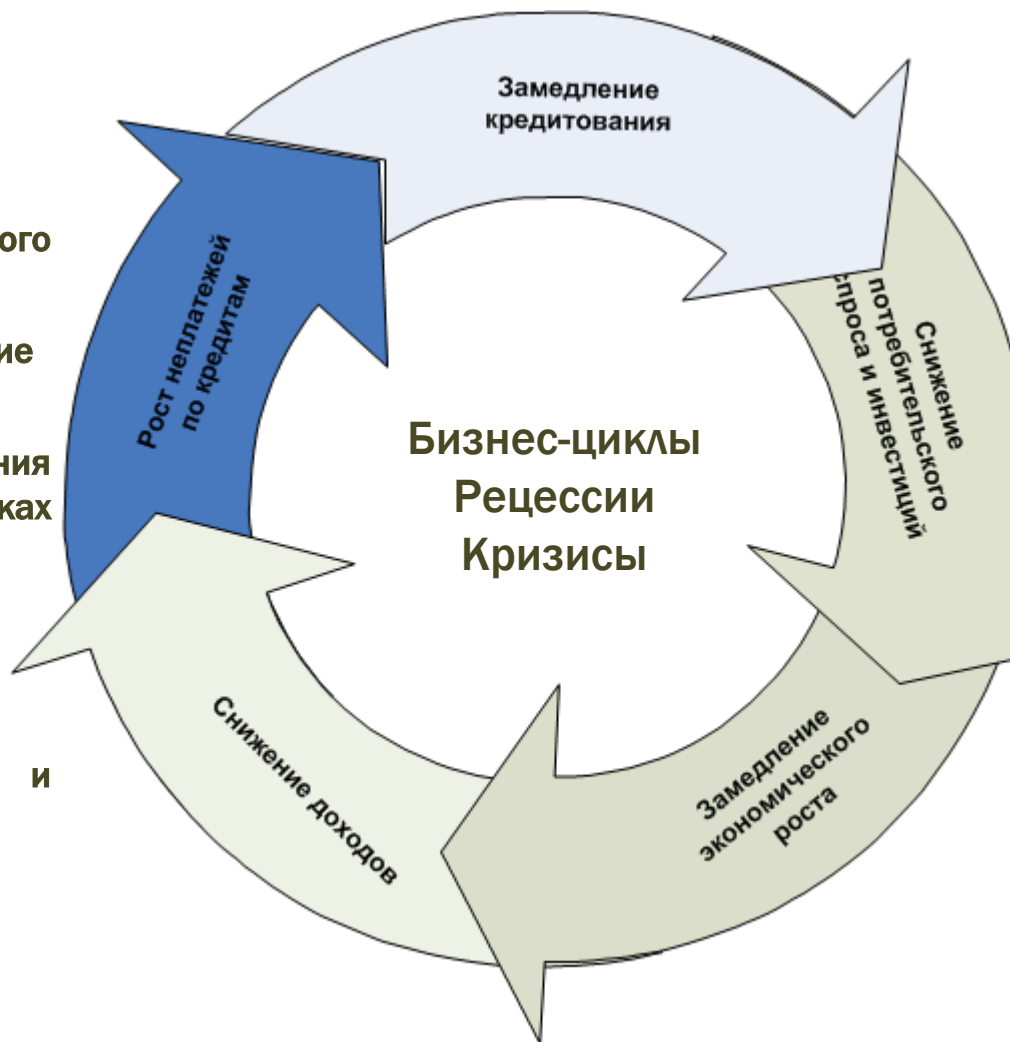 ого
ие
ния
ках
и
Замедление
кредитования
Снижение
потребительского
спроса и инвестиций
Замедление
экономического
роста
Снижение доходов
Рост неплатежей
по кредитам
Бизнес-циклы
Рецессии
Кризисы